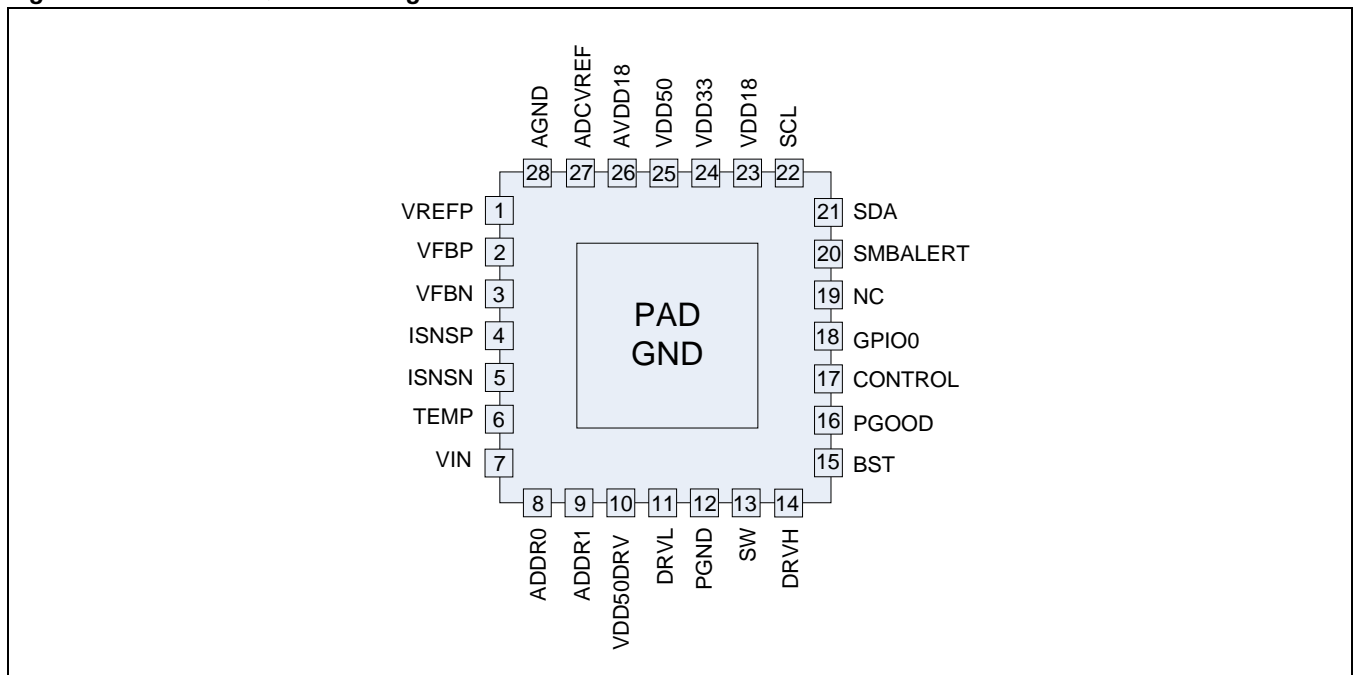 AGND
ADCVREF
AVDD18
VDD50
VDD33
VDD18
SCL
28 27 26 25 24 23 22
VREFP 1
VFBP 2
VFBN 3
ISNSP 4
ISNSN 5
TEMP 6
VIN 7
PAD
GND
21 SDA
20 SMBALERT
19 NC
18 GPIO0
17 CONTROL
16 PGOOD
15 BST
8 9 10 11 12 13 14
ADDR0
ADDR1
VDD50DRV
DRVL
PGND
SW
DRVH